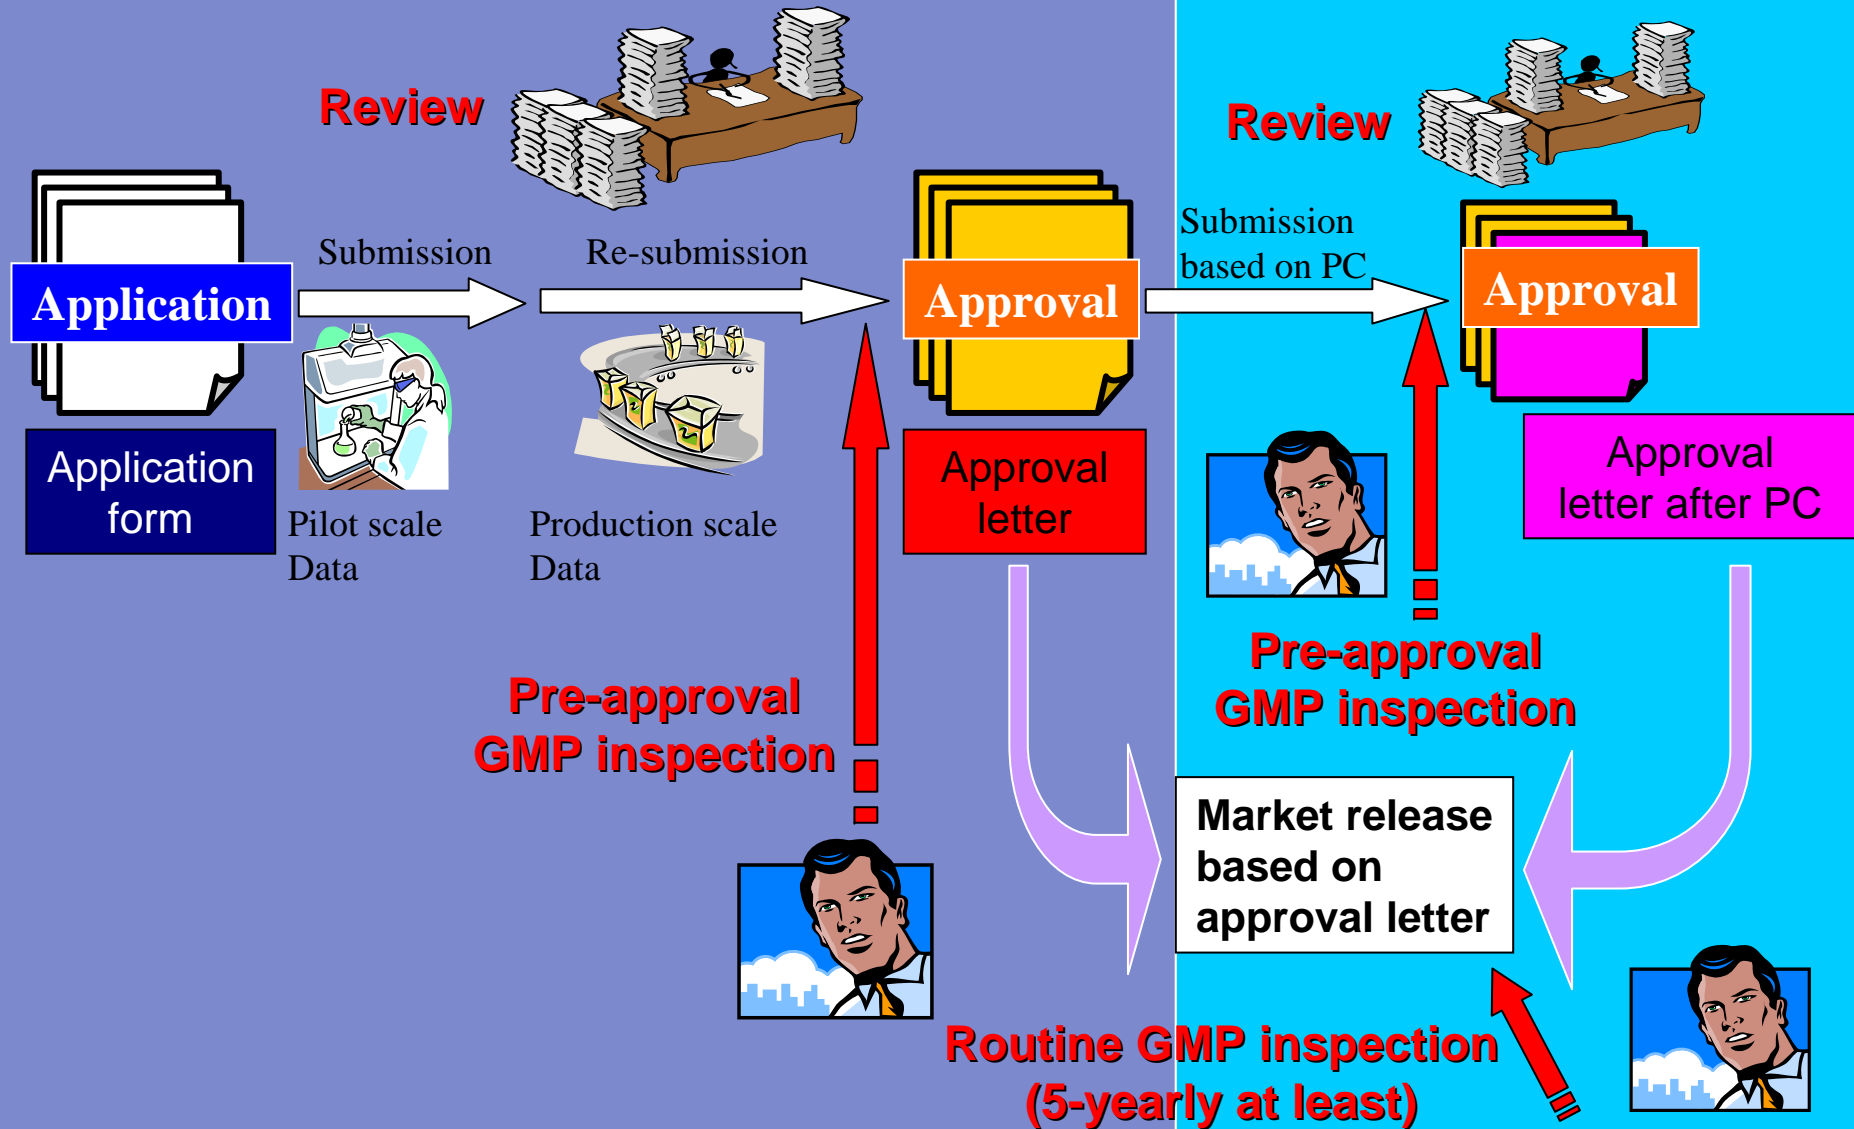 Review
Review
Submission
Re-submission
Submission
based on PC
Application
Approval
Approval
Application
form
Pilot scale
Data
Production scale
Data
Approval
letter
Approval
letter after PC
Pre-approval
GMP inspection
Pre-approval
GMP inspection
Market release
based on
approval letter
Routine GMP inspection
(5-yearly at least)